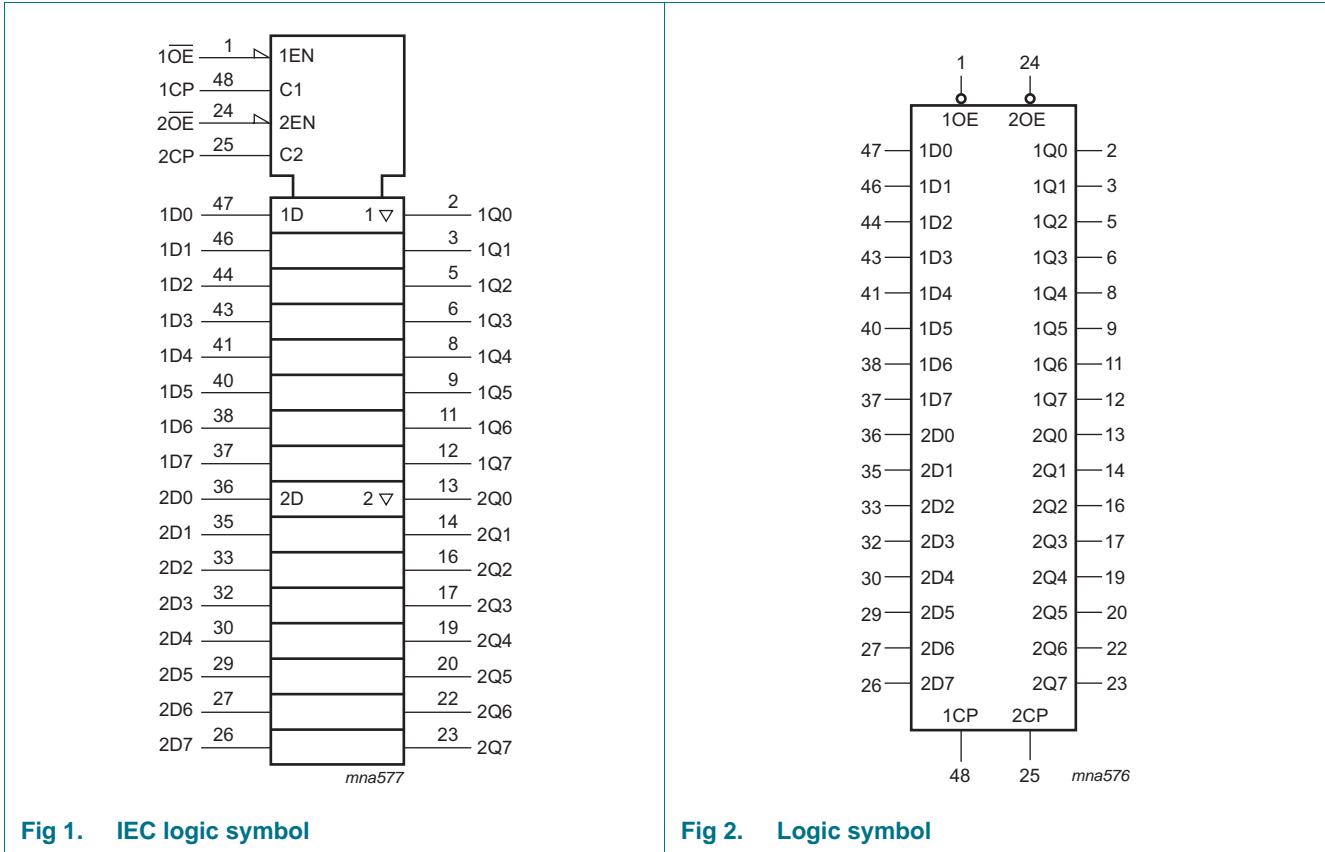 1OE 1 1EN
1CP 48 C1
2OE 24 2EN
2CP 25 C2
1D0 47 1D 1 ▽ 2 1Q0
1D1 46 3 1Q1
1D2 44 5 1Q2
1D3 43 6 1Q3
1D4 41 8 1Q4
1D5 40 9 1Q5
1D6 38 11 1Q6
1D7 37 12 1Q7
2D0 36 2D 2 ▽ 13 2Q0
2D1 35 14 2Q1
2D2 33 16 2Q2
2D3 32 17 2Q3
2D4 30 19 2Q4
2D5 29 20 2Q5
2D6 27 22 2Q6
2D7 26 23 2Q7
mna577
Fig 1. IEC logic symbol
1 24
1OE 2OE
47 1D0 1Q0 2
46 1D1 1Q1 3
44 1D2 1Q2 5
43 1D3 1Q3 6
41 1D4 1Q4 8
40 1D5 1Q5 9
38 1D6 1Q6 11
37 1D7 1Q7 12
36 2D0 2Q0 13
35 2D1 2Q1 14
33 2D2 2Q2 16
32 2D3 2Q3 17
30 2D4 2Q4 19
29 2D5 2Q5 20
27 2D6 2Q6 22
26 2D7 2Q7 23
1CP 2CP
48 25 mna576
Fig 2. Logic symbol